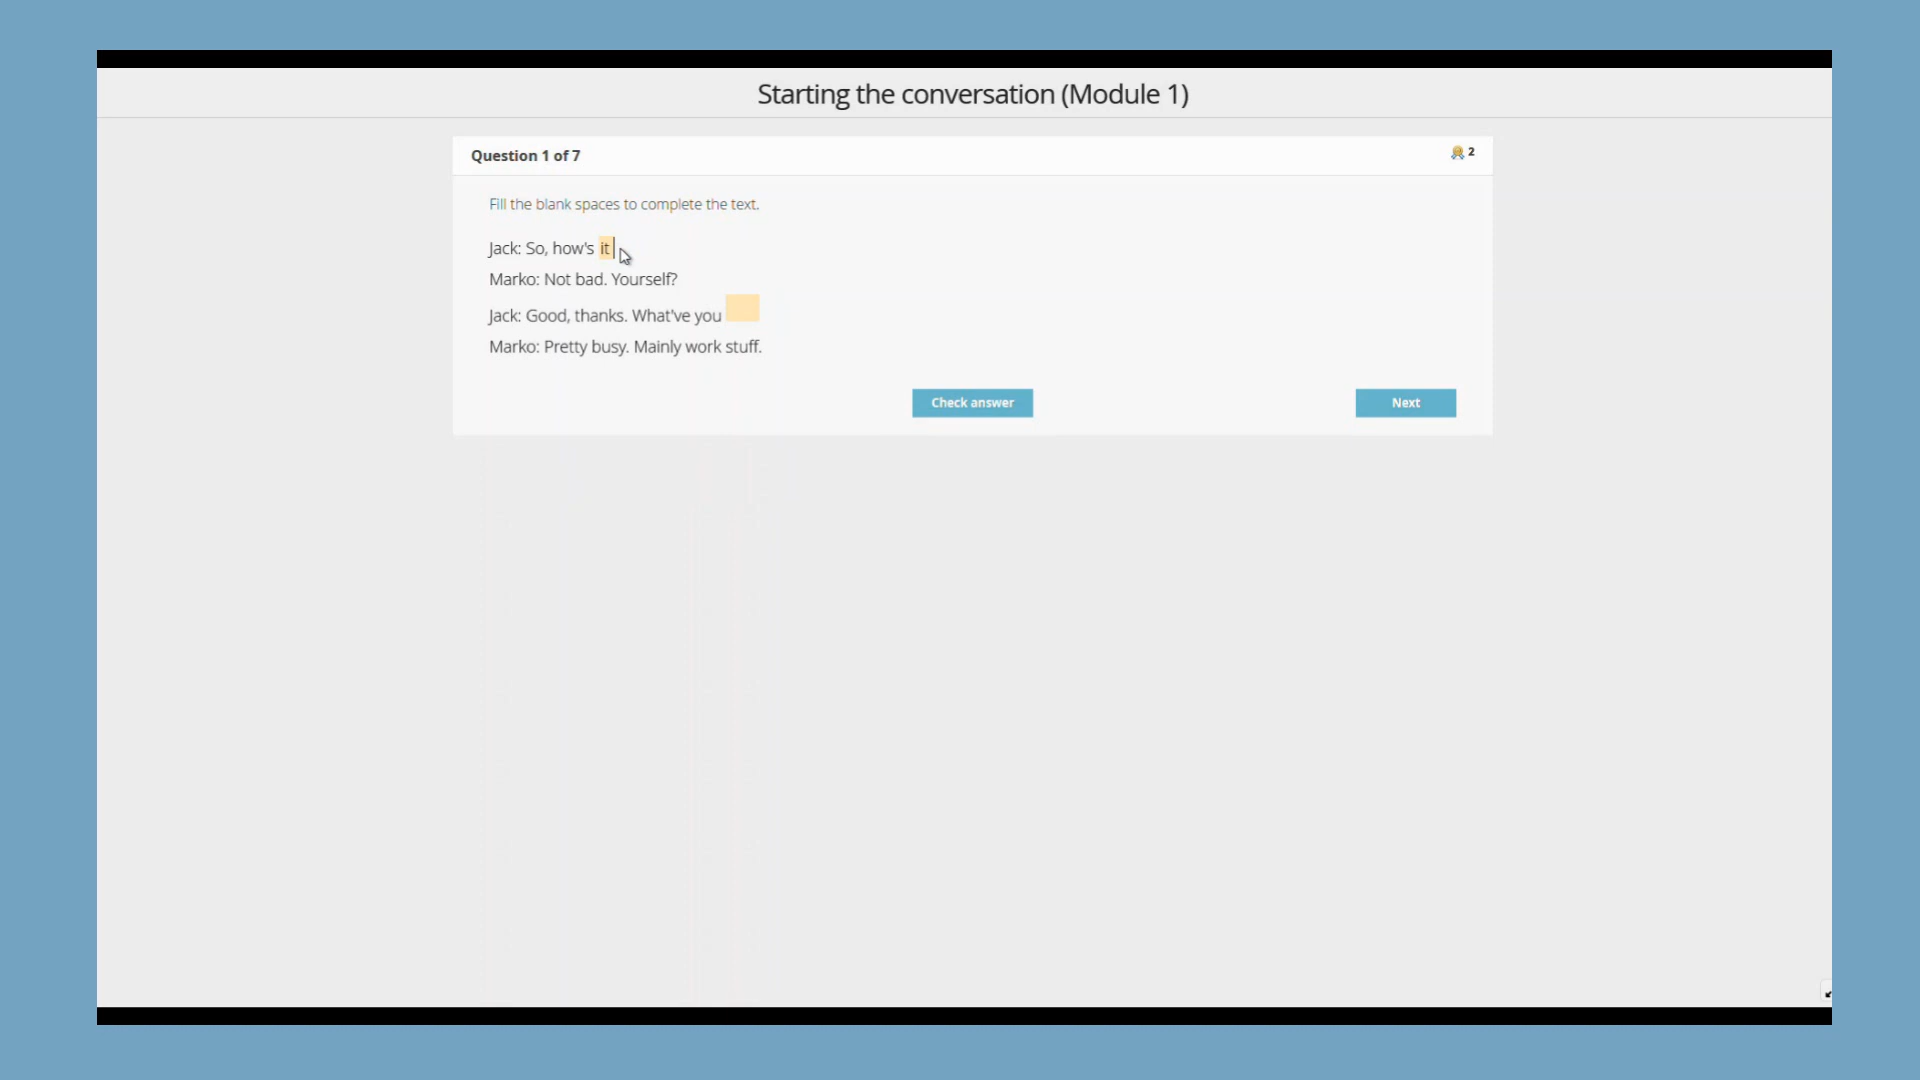 Starting the conversation (Module 1)
Question 1 of 7
2
Fill the blank spaces to complete the text.
Jack: So, how's it
Marko: Not bad. Yourself?
Jack: Good, thanks. What've you
Marko: Pretty busy. Mainly work stuff.
Check answer
Next